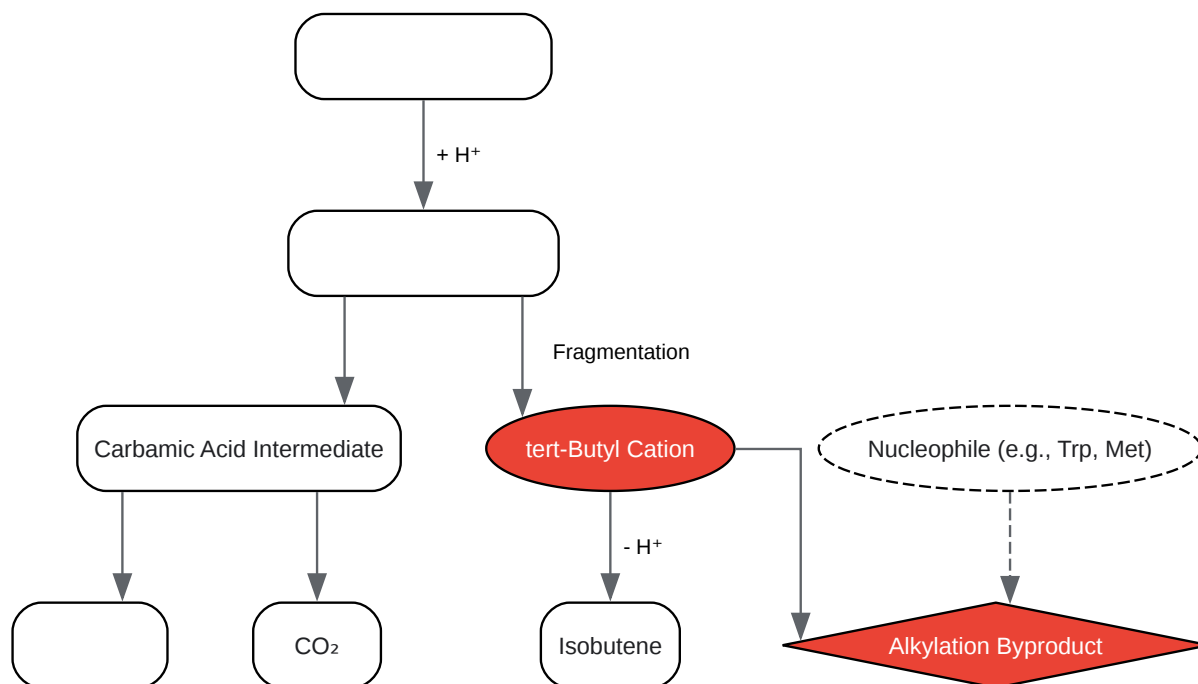 + H⁺
Fragmentation
Carbamic Acid Intermediate
tert-Butyl Cation
Nucleophile (e.g., Trp, Met)
- H⁺
CO₂
Isobutene
Alkylation Byproduct